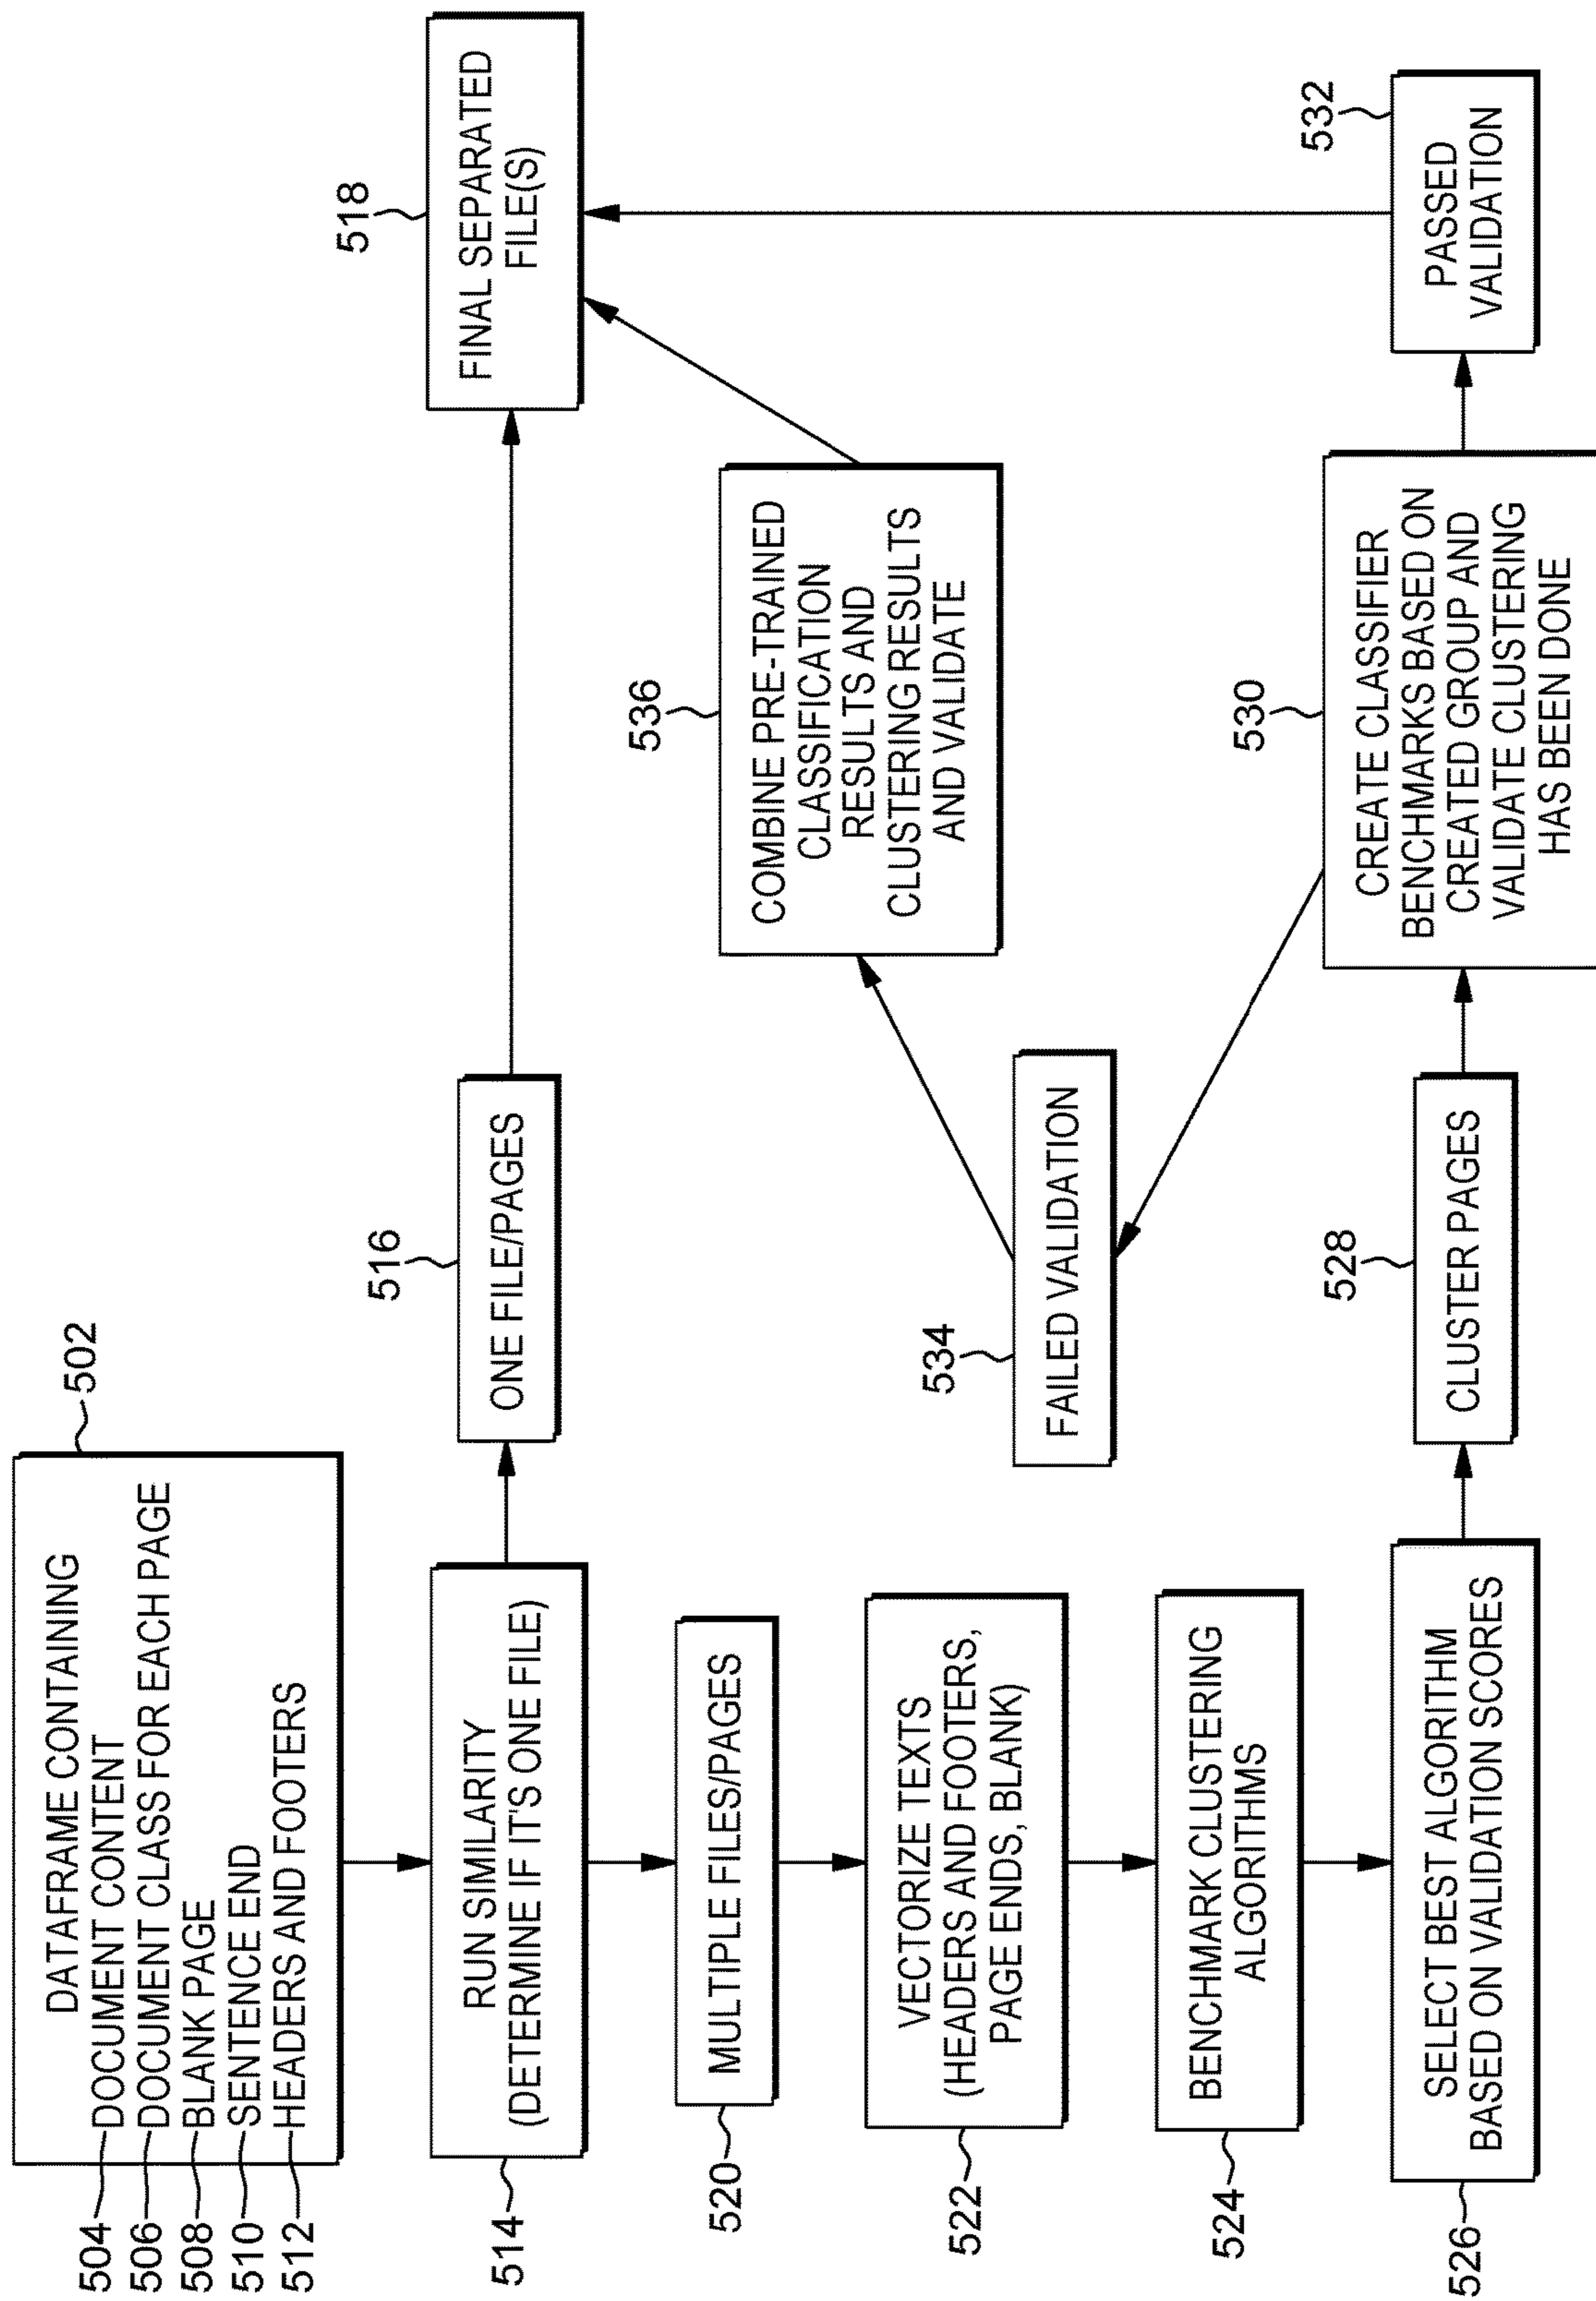 502
DATAFRAME CONTAINING
504 DOCUMENT CONTENT
506 DOCUMENT CLASS FOR EACH PAGE
508 BLANK PAGE
510 SENTENCE END
512 HEADERS AND FOOTERS
514
RUN SIMILARITY
(DETERMINE IF IT'S ONE FILE)
516
ONE FILE/PAGES
518
FINAL SEPARATED
FILE(S)
520
MULTIPLE FILES/PAGES
522
VECTORIZE TEXTS
(HEADERS AND FOOTERS,
PAGE ENDS, BLANK)
524
BENCHMARK CLUSTERING
ALGORITHMS
526
SELECT BEST ALGORITHM
BASED ON VALIDATION SCORES
528
CLUSTER PAGES
530
CREATE CLASSIFIER
BENCHMARKS BASED ON
CREATED GROUP AND
VALIDATE CLUSTERING
HAS BEEN DONE
532
PASSED
VALIDATION
534
FAILED VALIDATION
536
COMBINE PRE-TRAINED
CLASSIFICATION
RESULTS AND
CLUSTERING RESULTS
AND VALIDATE